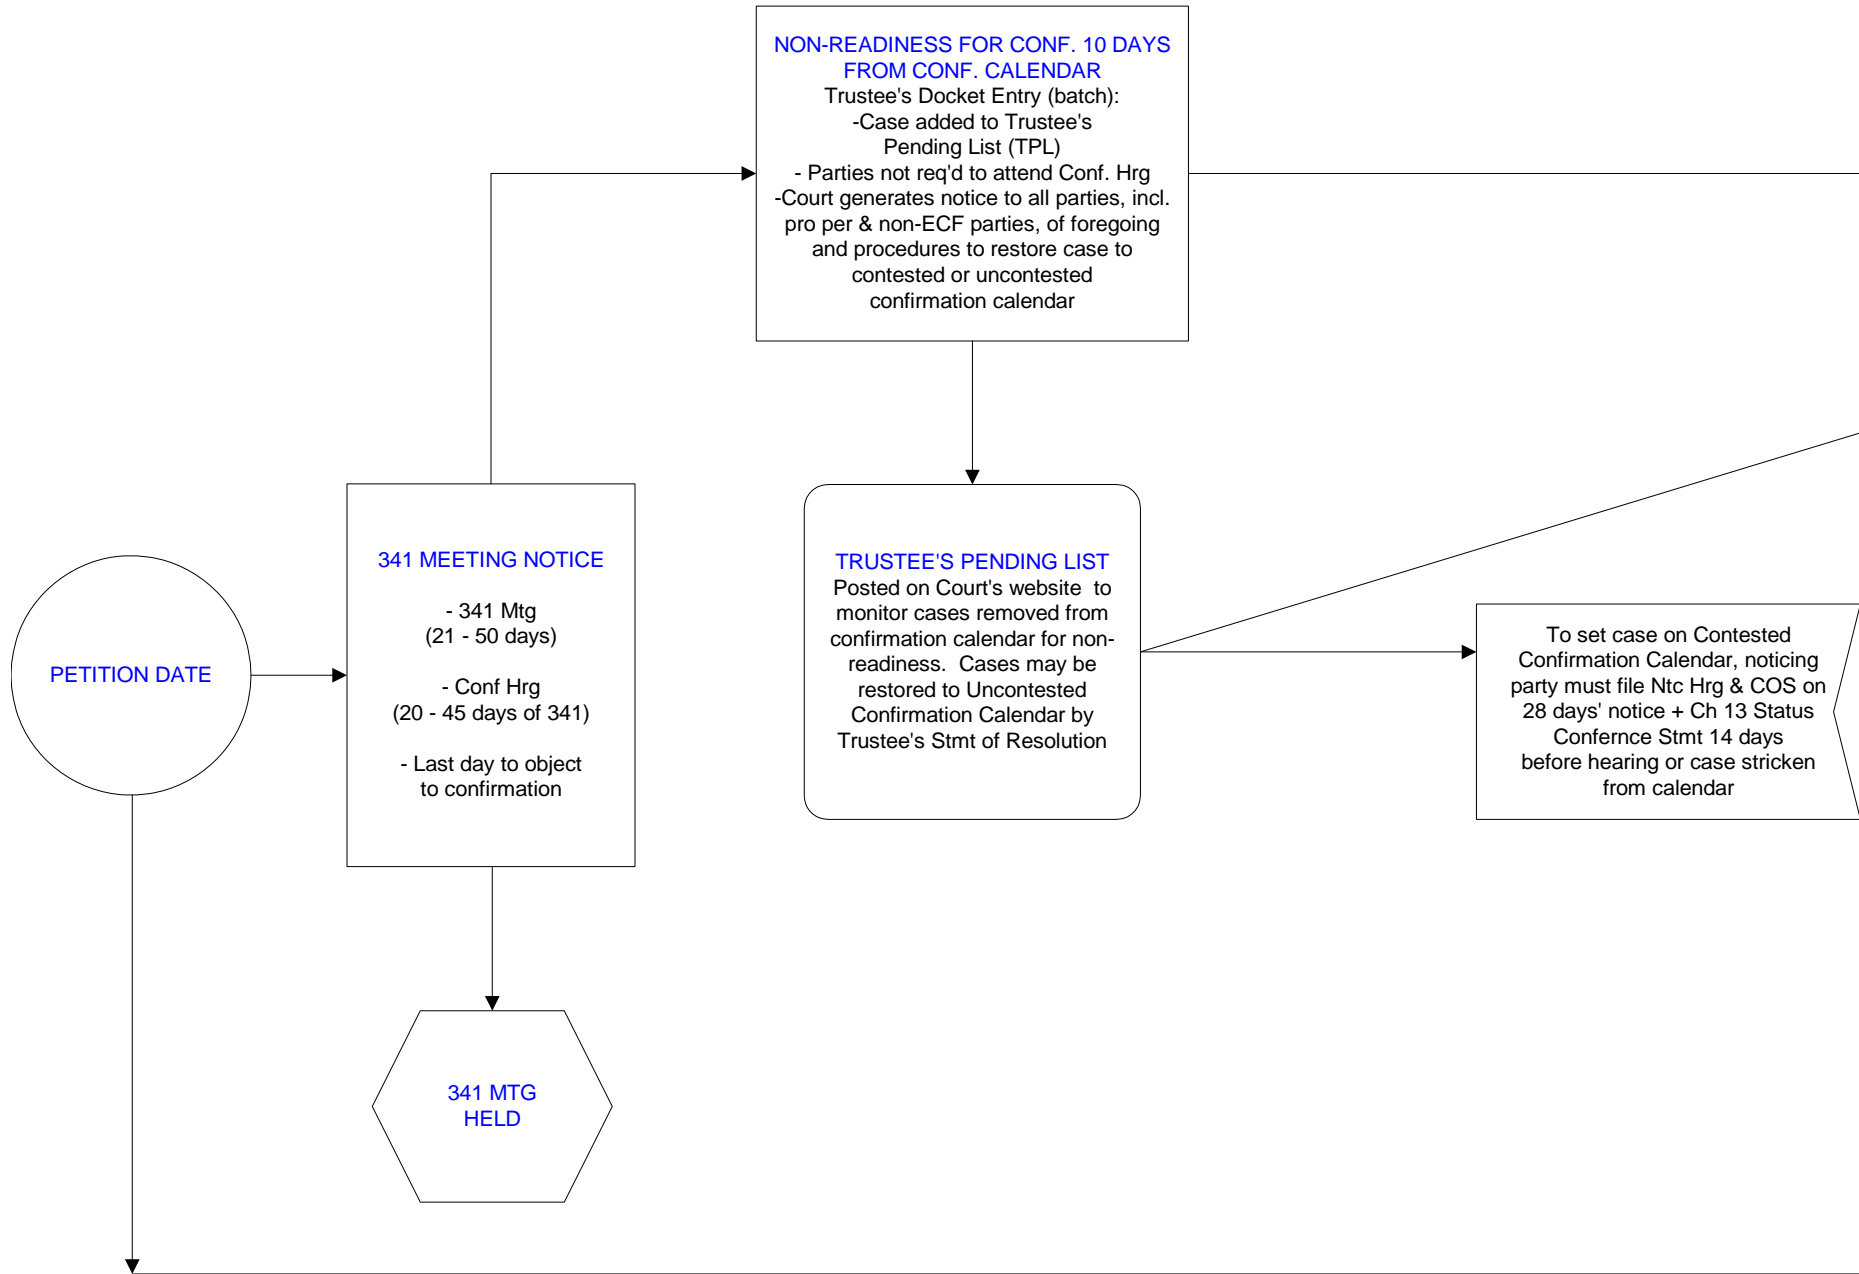 NON-READINESS FOR CONF. 10 DAYS
FROM CONF. CALENDAR
Trustee's Docket Entry (batch):
-Case added to Trustee's
Pending List (TPL)
- Parties not req'd to attend Conf. Hrg
-Court generates notice to all parties, incl.
pro per & non-ECF parties, of foregoing
and procedures to restore case to
contested or uncontested
confirmation calendar
PETITION DATE
341 MEETING NOTICE
- 341 Mtg
(21 - 50 days)
- Conf Hrg
(20 - 45 days of 341)
- Last day to object
to confirmation
TRUSTEE'S PENDING LIST
Posted on Court's website to
monitor cases removed from
confirmation calendar for non-
readiness. Cases may be
restored to Uncontested
Confirmation Calendar by
Trustee's Stmt of Resolution
To set case on Contested
Confirmation Calendar, noticing
party must file Ntc Hrg & COS on
28 days' notice + Ch 13 Status
Confernce Stmt 14 days
before hearing or case stricken
from calendar
341 MTG
HELD